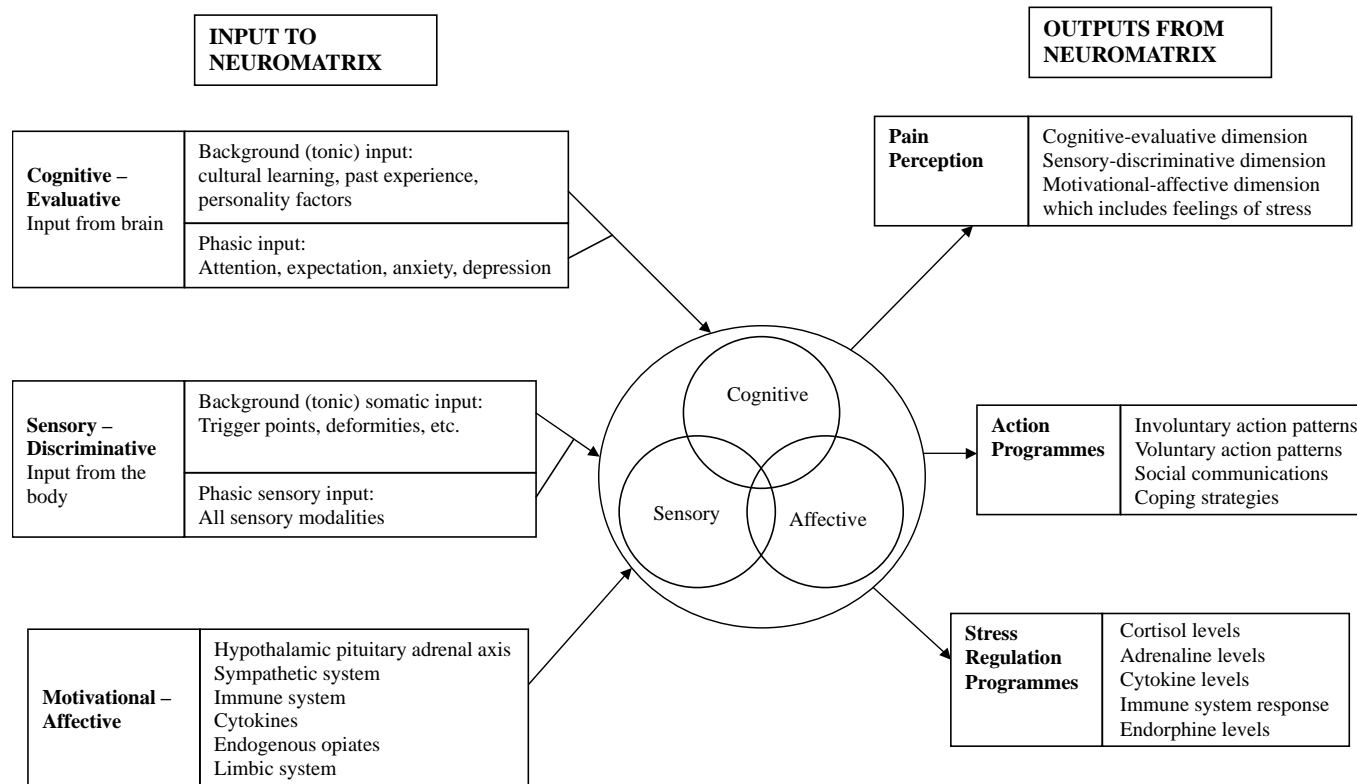 INPUT TO
NEUROMATRIX
OUTPUTS FROM
NEUROMATRIX
Cognitive –
Evaluative
Input from brain
Background (tonic) input:
cultural learning, past experience,
personality factors
Phasic input:
Attention, expectation, anxiety, depression
Sensory –
Discriminative
Input from the
body
Background (tonic) somatic input:
Trigger points, deformities, etc.
Phasic sensory input:
All sensory modalities
Motivational –
Affective
Hypothalamic pituitary adrenal axis
Sympathetic system
Immune system
Cytokines
Endogenous opiates
Limbic system
Cognitive
Sensory
Affective
Pain
Perception
Cognitive-evaluative dimension
Sensory-discriminative dimension
Motivational-affective dimension
which includes feelings of stress
Action
Programmes
Involuntary action patterns
Voluntary action patterns
Social communications
Coping strategies
Stress
Regulation
Programmes
Cortisol levels
Adrenaline levels
Cytokine levels
Immune system response
Endorphine levels